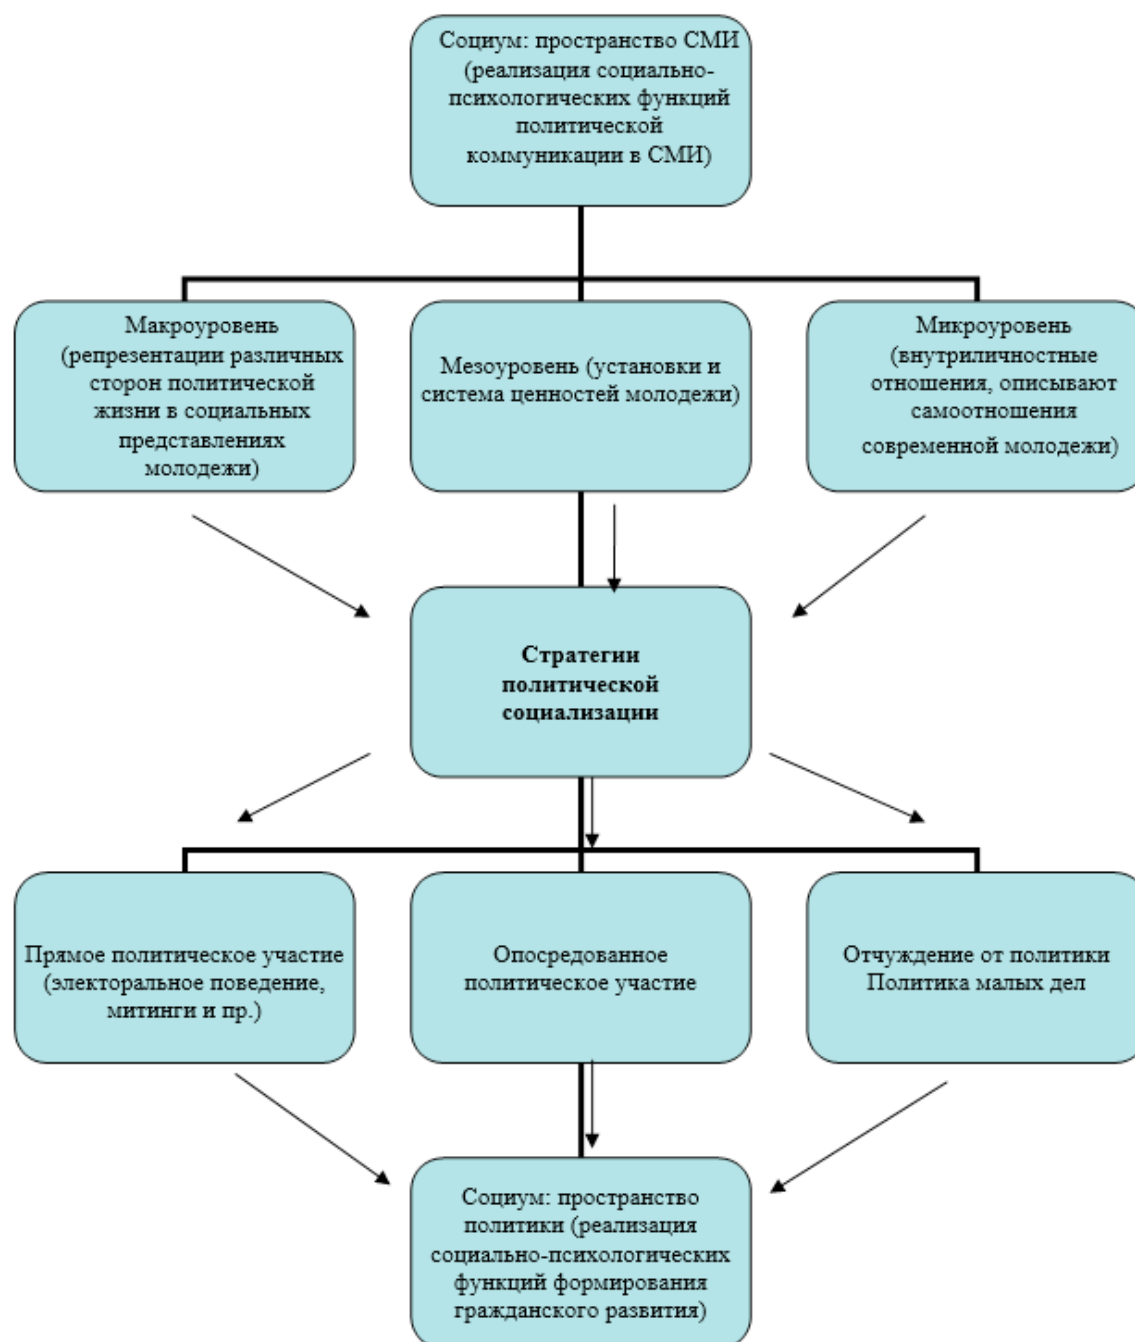 Социум: пространство СМИ
(реализация социально-
психологических функций
политической
коммуникации в СМИ)
Макроуровень
(репрезентации различных
сторон политической
жизни в социальных
представлениях
молодежи)
Мезоуровень (установки и
система ценностей молодежи)
Микроуровень
(внутриличностные
отношения, описывают
самоотношения
современной молодежи)
Стратегии
политической
социализации
Прямое политическое участие
(электоральное поведение,
митинги и пр.)
Опосредованное
политическое участие
Отчуждение от политики
Политика малых дел
Социум: пространство
политики (реализация
социально-психологических
функций формирования
гражданского развития)